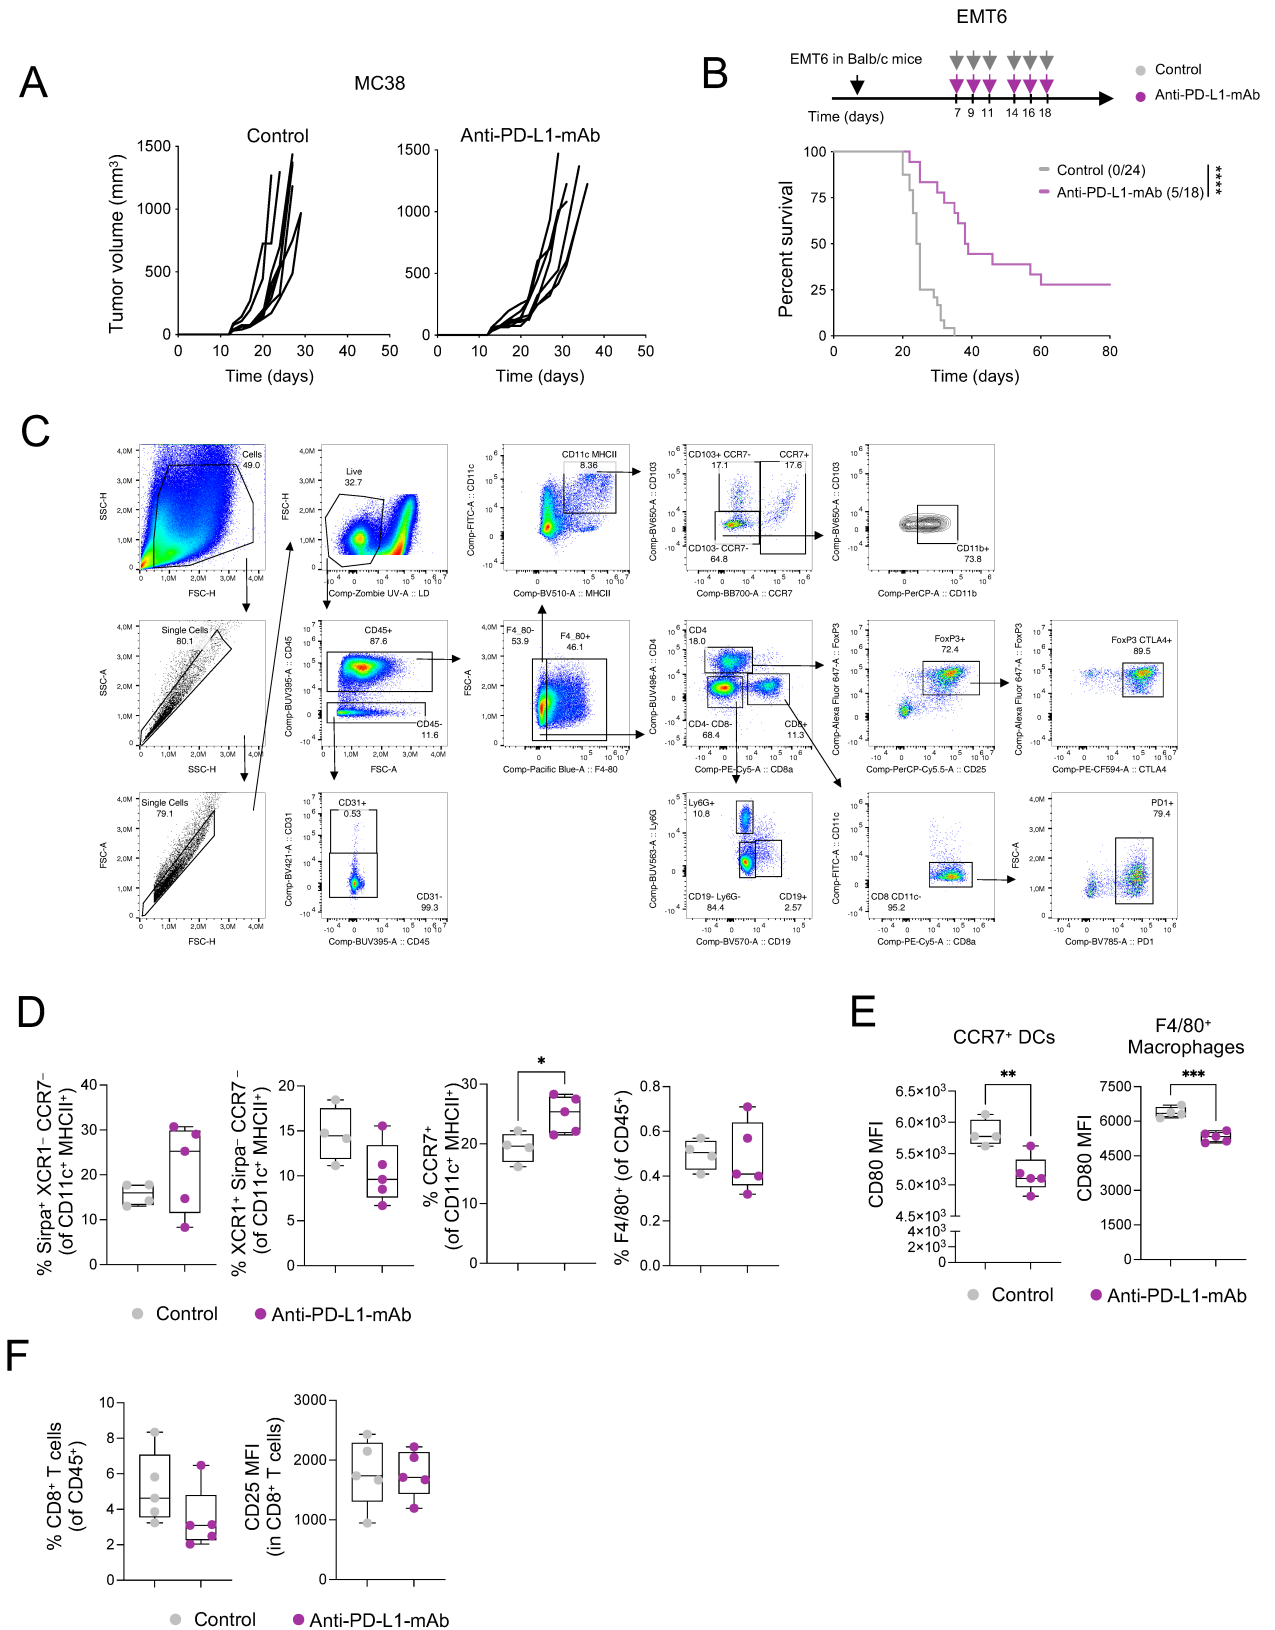 A
MC38
Control
Anti-PD-L1-mAb
Tumor volume (mm³)
1500
1000
500
0
0
10
20
30
40
50
Time (days)
1500
1000
500
0
0
10
20
30
40
50
Time (days)
B
EMT6
EMT6 in Balb/c mice
Time (days)
7
9
11
14
16
18
Control
Anti-PD-L1-mAb
Percent survival
100
75
50
25
0
0
20
40
60
80
Time (days)
Control (0/24)
Anti-PD-L1-mAb (5/18)
****
C
Cells
49.0
SSC-H
FSC-H
Live
32.7
FSC-H
Comp-Zombie UV-A :: LD
CD11c MHCII
8.36
Comp-FITC-A :: CD11c
Comp-BV510-A :: MHCII
CD103+ CCR7-
17.1
CCR7+
17.6
CD103- CCR7-
64.8
Comp-BV650-A :: CD103
Comp-BB700-A :: CCR7
CD11b+
73.8
Comp-BV650-A :: CD103
Comp-PerCP-A :: CD11b
Single Cells
80.1
SSC-A
SSC-H
CD45+
87.6
CD45-
11.6
Comp-BUV395-A :: CD45
FSC-A
F4_80-
53.9
F4_80+
46.1
FSC-A
Comp-Pacific Blue-A :: F4-80
CD4
18.0
CD4- CD8-
68.4
CD8+
11.3
Comp-BUV496-A :: CD4
Comp-PE-Cy5-A :: CD8a
FoxP3+
72.4
Comp-Alexa Fluor 647-A :: FoxP3
Comp-PerCP-Cy5.5-A :: CD25
FoxP3 CTLA4+
89.5
Comp-Alexa Fluor 647-A :: FoxP3
Comp-PE-CF594-A :: CTLA4
Single Cells
79.1
FSC-A
FSC-H
CD31+
0.53
CD31-
99.3
Comp-BV421-A :: CD31
Comp-BUV395-A :: CD45
Ly6G+
10.8
CD19- Ly6G-
84.4
CD19+
2.57
Comp-BUV563-A :: Ly6G
Comp-BV570-A :: CD19
CD8 CD11c-
95.2
Comp-FITC-A :: CD11c
Comp-PE-Cy5-A :: CD8a
PD1+
79.4
FSC-A
Comp-BV785-A :: PD1
D
% Sirpa⁺ XCR1⁻ CCR7⁻
(of CD11c⁺ MHCII⁺)
40
30
20
10
0
% XCR1⁺ Sirpa⁻ CCR7⁻
(of CD11c⁺ MHCII⁺)
20
15
10
5
0
% CCR7⁺
(of CD11c⁺ MHCII⁺)
30
20
10
0
*
% F4/80⁺ (of CD45⁺)
0.8
0.6
0.4
0.2
0.0
Control
Anti-PD-L1-mAb
E
CCR7⁺ DCs
CD80 MFI
6.5×10³
6.0×10³
5.5×10³
5.0×10³
4.5×10³
4×10³
2×10³
0
**
F4/80⁺
Macrophages
CD80 MFI
7500
6000
4500
3000
1500
0
***
Control
Anti-PD-L1-mAb
F
% CD8⁺ T cells
(of CD45⁺)
10
8
6
4
2
0
CD25 MFI
(in CD8⁺ T cells)
3000
2000
1000
0
Control
Anti-PD-L1-mAb